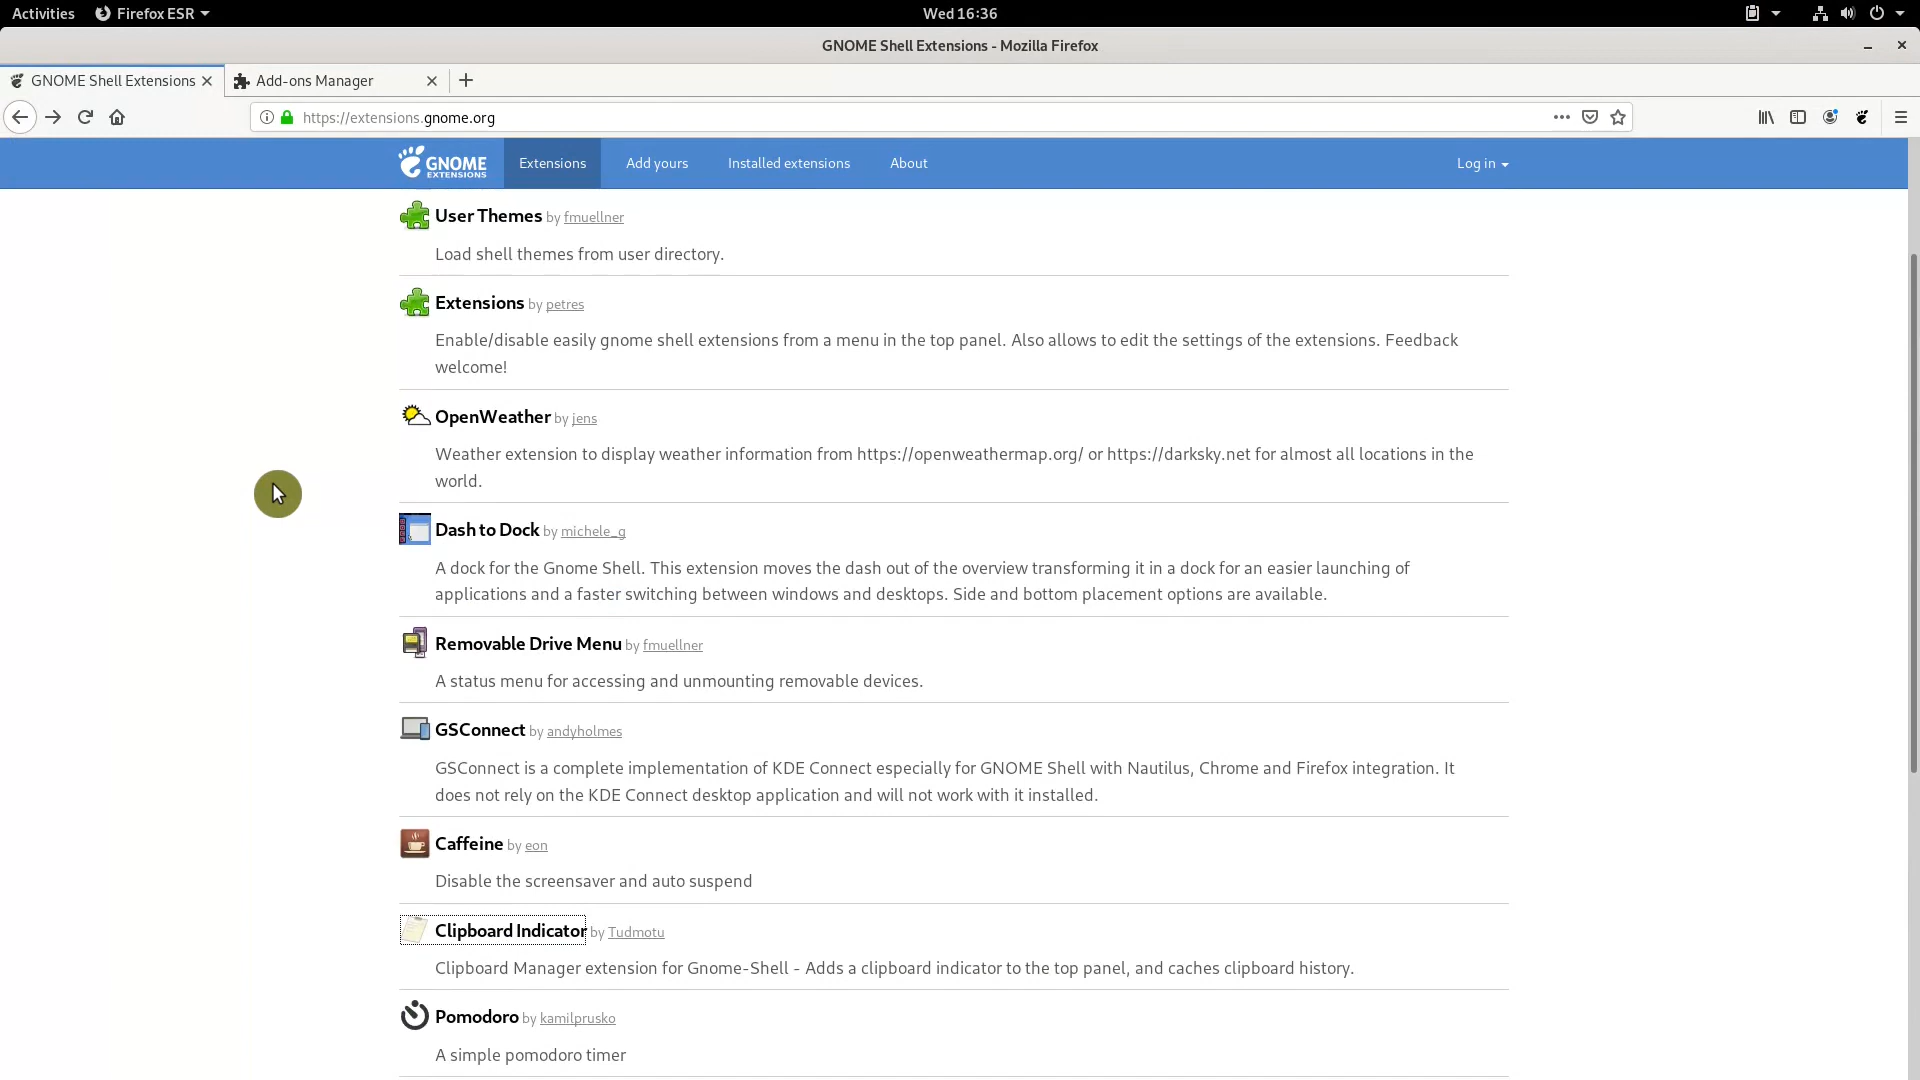 Activities Firefox ESR Wed 16:36
GNOME Shell Extensions - Mozilla Firefox
GNOME Shell Extensions Add-ons Manager
https://extensions.gnome.org
GNOME EXTENSIONS Extensions Add yours Installed extensions About Log in
User Themes by fmuellner
Load shell themes from user directory.
Extensions by petres
Enable/disable easily gnome shell extensions from a menu in the top panel. Also allows to edit the settings of the extensions. Feedback
welcome!
OpenWeather by jens
Weather extension to display weather information from https://openweathermap.org/ or https://darksky.net for almost all locations in the
world.
Dash to Dock by michele_g
A dock for the Gnome Shell. This extension moves the dash out of the overview transforming it in a dock for an easier launching of
applications and a faster switching between windows and desktops. Side and bottom placement options are available.
Removable Drive Menu by fmuellner
A status menu for accessing and unmounting removable devices.
GSConnect by andyholmes
GSConnect is a complete implementation of KDE Connect especially for GNOME Shell with Nautilus, Chrome and Firefox integration. It
does not rely on the KDE Connect desktop application and will not work with it installed.
Caffeine by eon
Disable the screensaver and auto suspend
Clipboard Indicator by Tudmotu
Clipboard Manager extension for Gnome-Shell - Adds a clipboard indicator to the top panel, and caches clipboard history.
Pomodoro by kamilprusko
A simple pomodoro timer